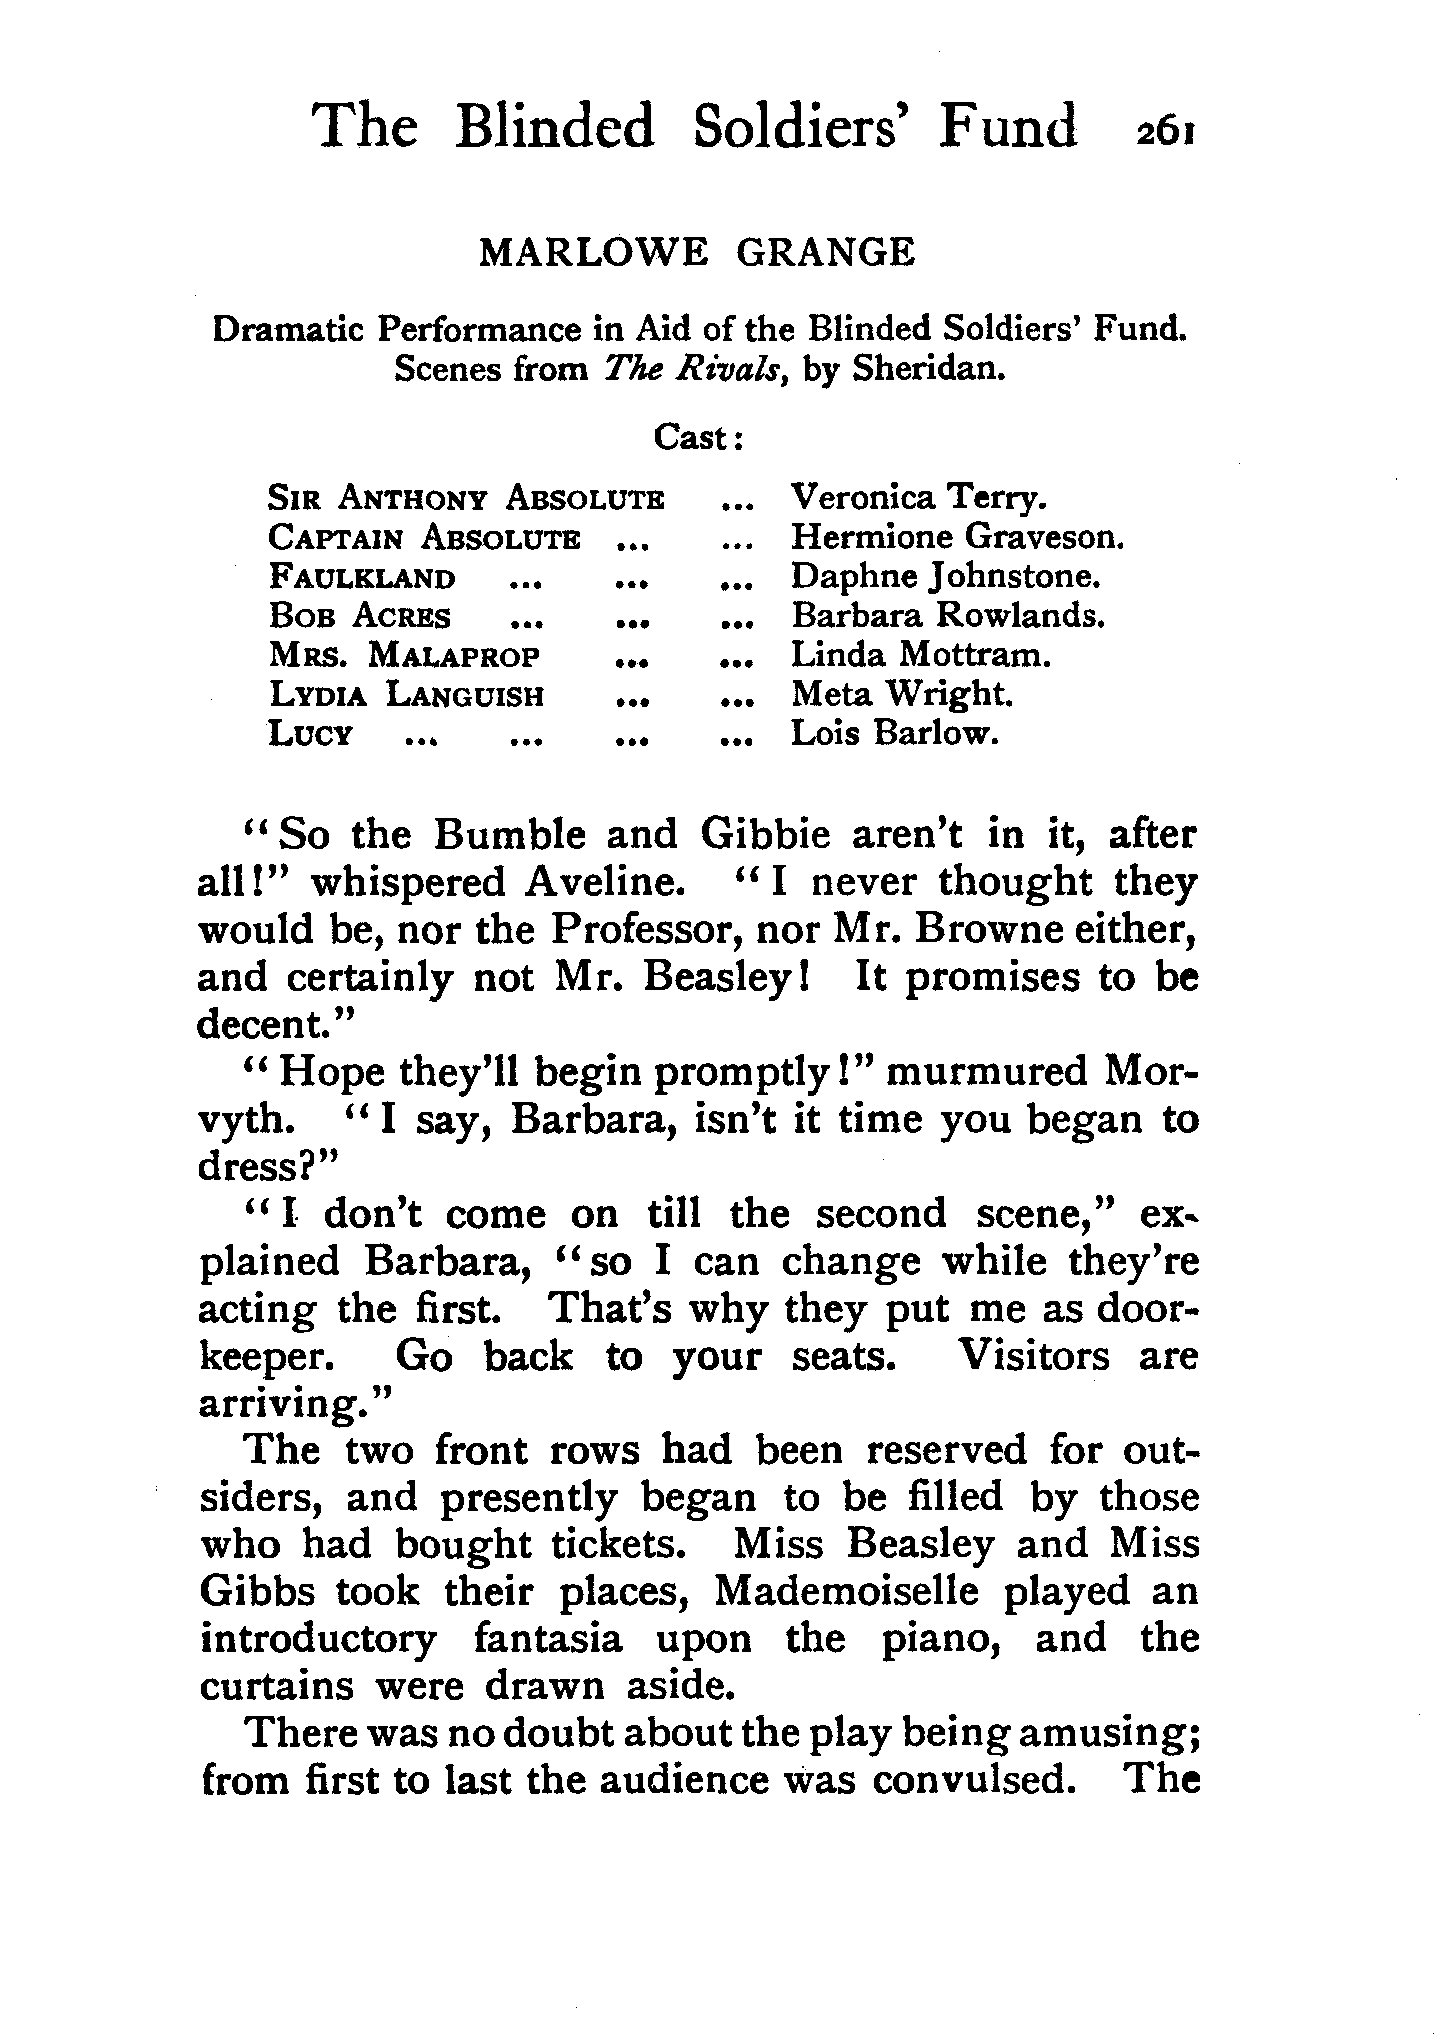 The Blinded Soldiers' Fund 261
MARLOWE GRANGE
Dramatic Performance in Aid of the Blinded Soldiers' Fund.
Scenes from The Rivals, by Sheridan.
Cast:
SIR ANTHONY ABSOLUTE ... Veronica Terry.
CAPTAIN ABSOLUTE ... ... Hermione Graveson.
FAULKLAND ... ... ... Daphne Johnstone.
BOB ACRES ... ... ... Barbara Rowlands.
MRS. MALAPROP ... ... Linda Mottram.
LYDIA LANGUISH ... ... Meta Wright.
LUCY ... ... ... ... Lois Barlow.
"So the Bumble and Gibbie aren't in it, after
all!" whispered Aveline. "I never thought they
would be, nor the Professor, nor Mr. Browne either,
and certainly not Mr. Beasley! It promises to be
decent."
"Hope they'll begin promptly!" murmured Mor-
vyth. "I say, Barbara, isn't it time you began to
dress?"
"I don't come on till the second scene," ex-
plained Barbara, "so I can change while they're
acting the first. That's why they put me as door-
keeper. Go back to your seats. Visitors are
arriving."
The two front rows had been reserved for out-
siders, and presently began to be filled by those
who had bought tickets. Miss Beasley and Miss
Gibbs took their places, Mademoiselle played an
introductory fantasia upon the piano, and the
curtains were drawn aside.
There was no doubt about the play being amusing;
from first to last the audience was convulsed. The